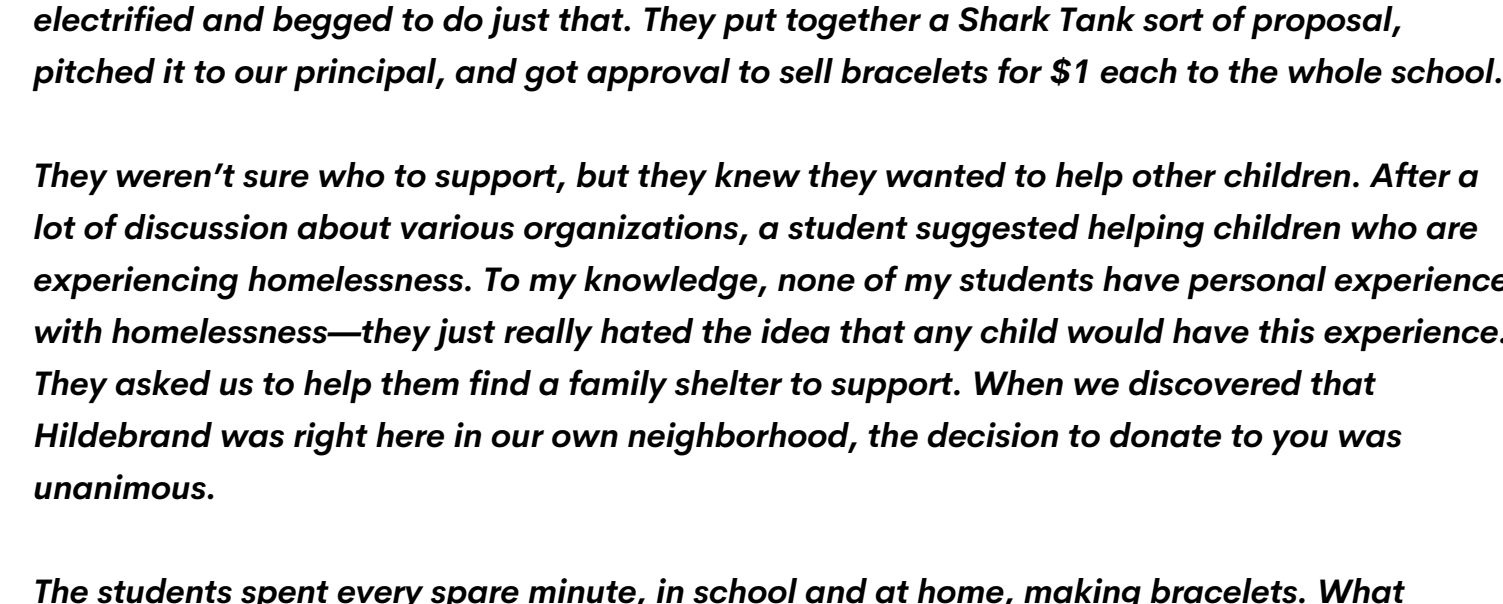 electrified and begged to do just that. They put together a Shark Tank sort of proposal,
pitched it to our principal, and got approval to sell bracelets for $1 each to the whole school.
They weren’t sure who to support, but they knew they wanted to help other children. After a
lot of discussion about various organizations, a student suggested helping children who are
experiencing homelessness. To my knowledge, none of my students have personal experience
with homelessness—they just really hated the idea that any child would have this experience.
They asked us to help them find a family shelter to support. When we discovered that
Hildebrand was right here in our own neighborhood, the decision to donate to you was
unanimous.
The students spent every spare minute, in school and at home, making bracelets. What